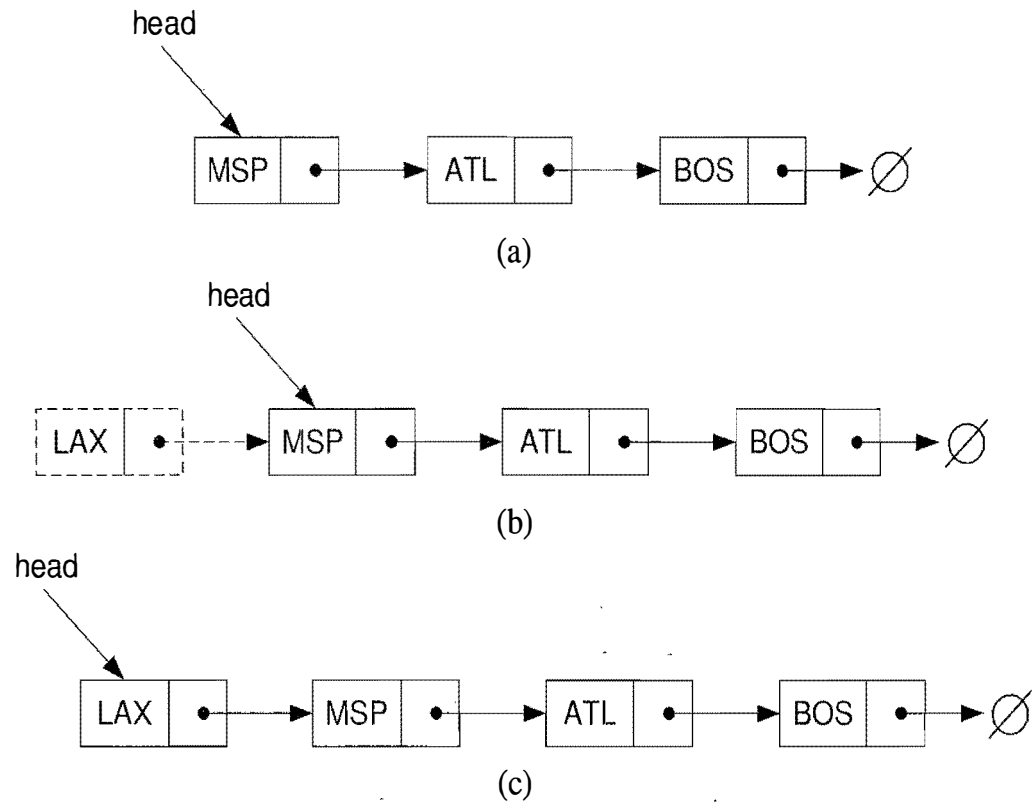 head
MSP ATL BOS ∅
(a)
head
LAX MSP ATL BOS ∅
(b)
head
LAX MSP ATL BOS ∅
(c)